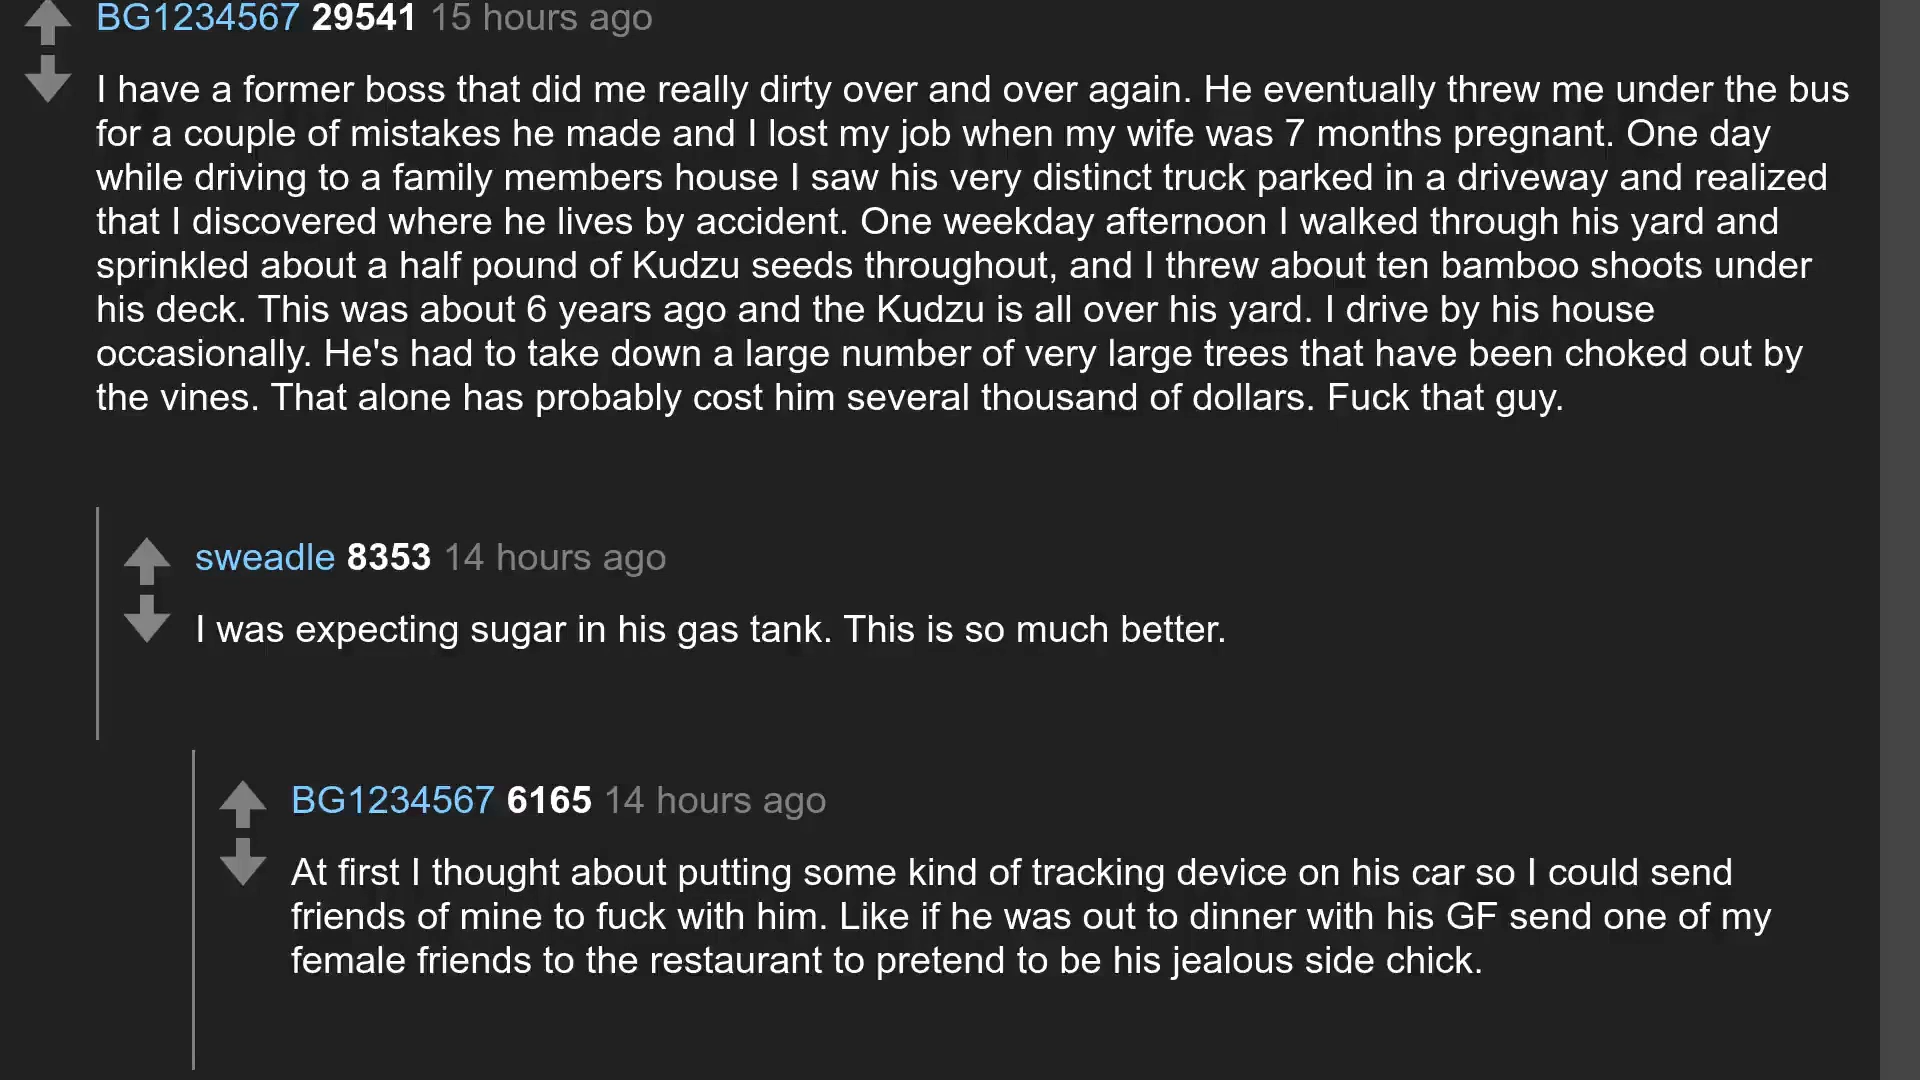 BG1234567 29541 15 hours ago
I have a former boss that did me really dirty over and over again. He eventually threw me under the bus
for a couple of mistakes he made and I lost my job when my wife was 7 months pregnant. One day
while driving to a family members house I saw his very distinct truck parked in a driveway and realized
that I discovered where he lives by accident. One weekday afternoon I walked through his yard and
sprinkled about a half pound of Kudzu seeds throughout, and I threw about ten bamboo shoots under
his deck. This was about 6 years ago and the Kudzu is all over his yard. I drive by his house
occasionally. He's had to take down a large number of very large trees that have been choked out by
the vines. That alone has probably cost him several thousand of dollars. Fuck that guy.
sweadle 8353 14 hours ago
I was expecting sugar in his gas tank. This is so much better.
BG1234567 6165 14 hours ago
At first I thought about putting some kind of tracking device on his car so I could send
friends of mine to fuck with him. Like if he was out to dinner with his GF send one of my
female friends to the restaurant to pretend to be his jealous side chick.